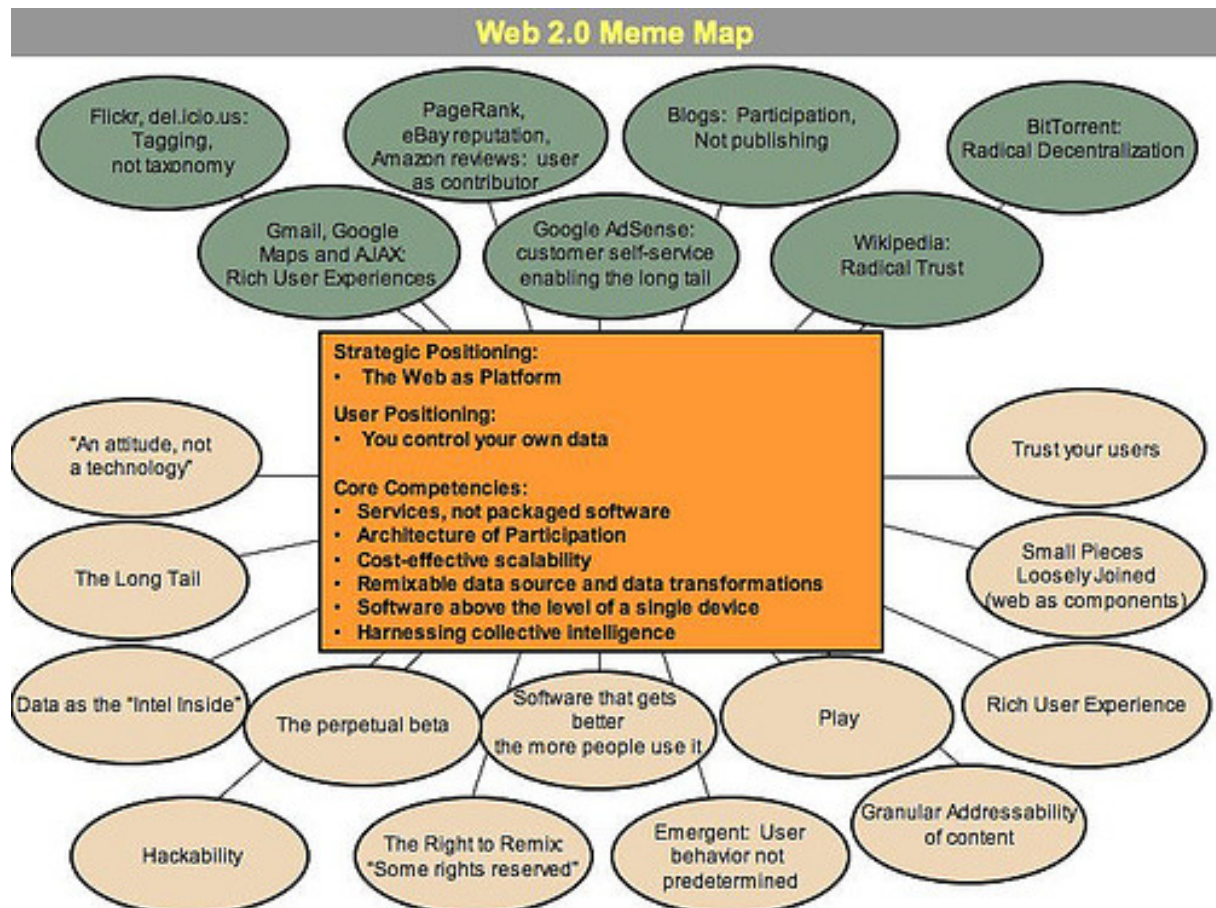 Web 2.0 Meme Map
Flickr, del.icio.us:
Tagging,
not taxonomy
PageRank,
eBay reputation,
Amazon reviews: user
as contributor
Blogs: Participation,
Not publishing
BitTorrent:
Radical Decentralization
Gmail, Google
Maps and AJAX:
Rich User Experiences
Google AdSense:
customer self-service
enabling the long tail
Wikipedia:
Radical Trust
Strategic Positioning:
• The Web as Platform
User Positioning:
• You control your own data
Core Competencies:
• Services, not packaged software
• Architecture of Participation
• Cost-effective scalability
• Remixable data source and data transformations
• Software above the level of a single device
• Harnessing collective intelligence
"An attitude, not
a technology"
Trust your users
The Long Tail
Small Pieces
Loosely Joined
(web as components)
Data as the "Intel Inside"
The perpetual beta
Software that gets
better
the more people use it
Play
Rich User Experience
Hackability
The Right to Remix:
"Some rights reserved"
Emergent: User
behavior not
predetermined
Granular Addressability
of content